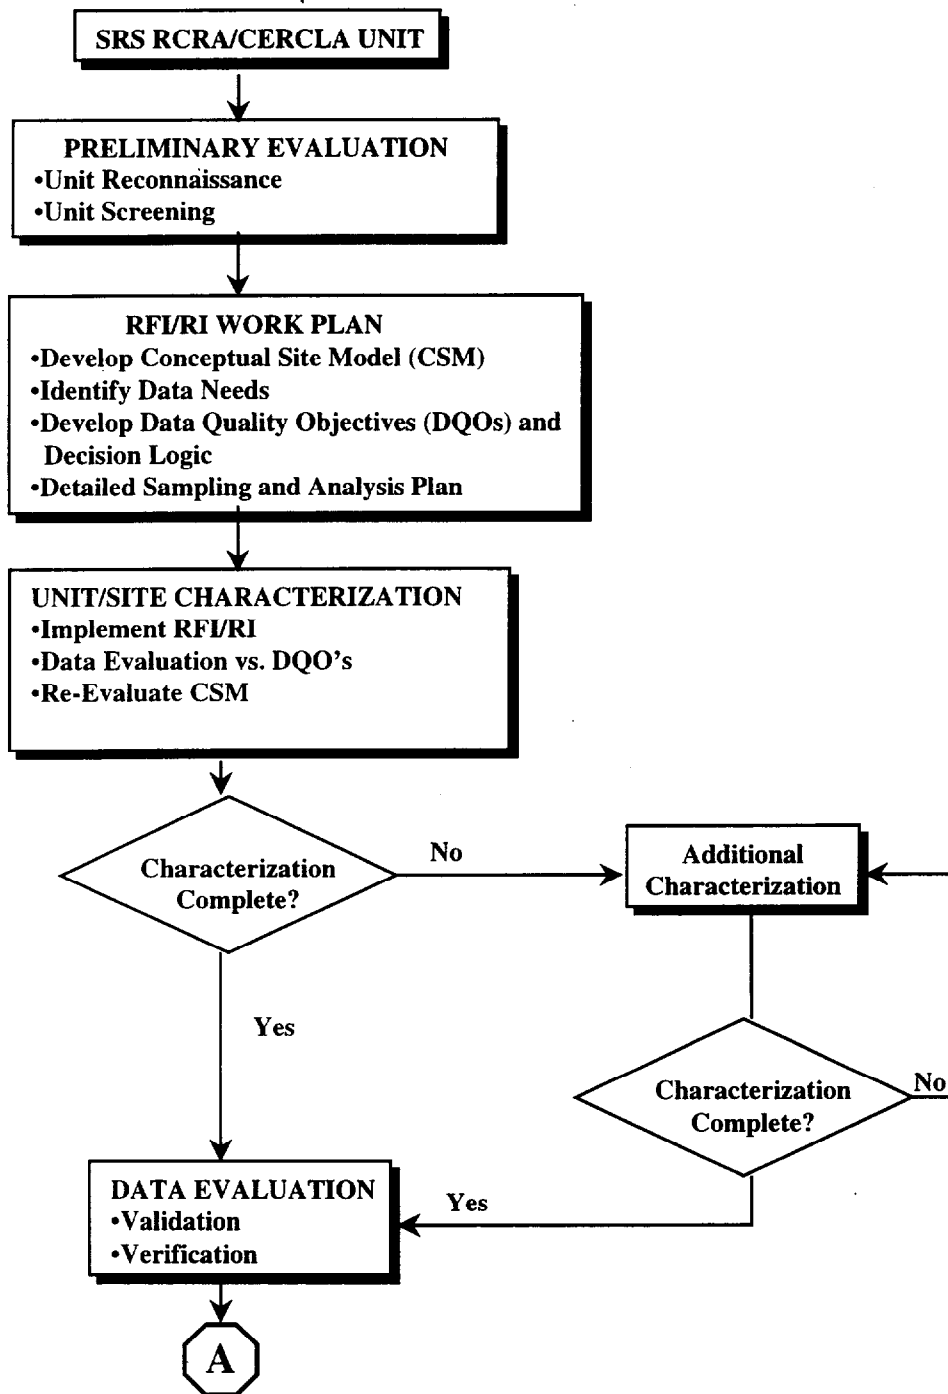 SRS RCRA/CERCLA UNIT
PRELIMINARY EVALUATION
•Unit Reconnaissance
•Unit Screening
RFI/RI WORK PLAN
•Develop Conceptual Site Model (CSM)
•Identify Data Needs
•Develop Data Quality Objectives (DQOs) and
Decision Logic
•Detailed Sampling and Analysis Plan
UNIT/SITE CHARACTERIZATION
•Implement RFI/RI
•Data Evaluation vs. DQO's
•Re-Evaluate CSM
Characterization
Complete?
No
Additional
Characterization
Yes
Characterization
Complete?
No
DATA EVALUATION
•Validation
•Verification
Yes
A